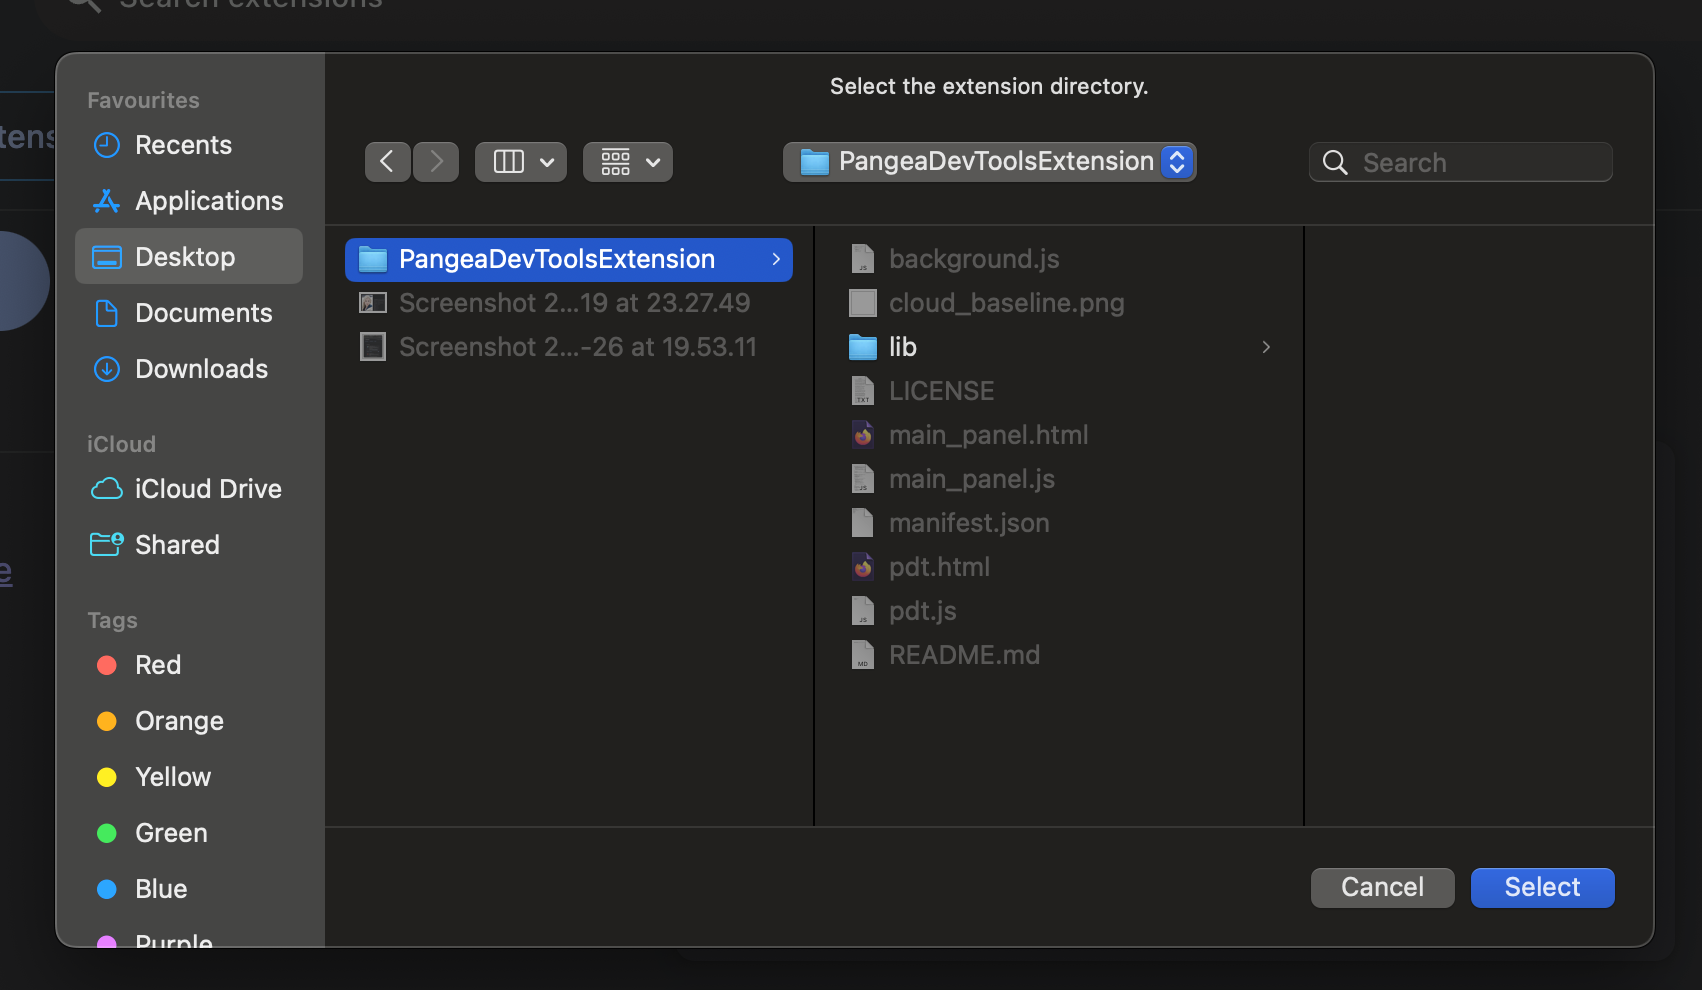 Search extensions
Select the extension directory.
Favourites
Recents
Applications
Desktop
Documents
Downloads
iCloud
iCloud Drive
Shared
Tags
Red
Orange
Yellow
Green
Blue
Purple
PangeaDevToolsExtension
Search
PangeaDevToolsExtension
Screenshot 2...19 at 23.27.49
Screenshot 2...-26 at 19.53.11
background.js
cloud_baseline.png
lib
LICENSE
main_panel.html
main_panel.js
manifest.json
pdt.html
pdt.js
README.md
Cancel
Select